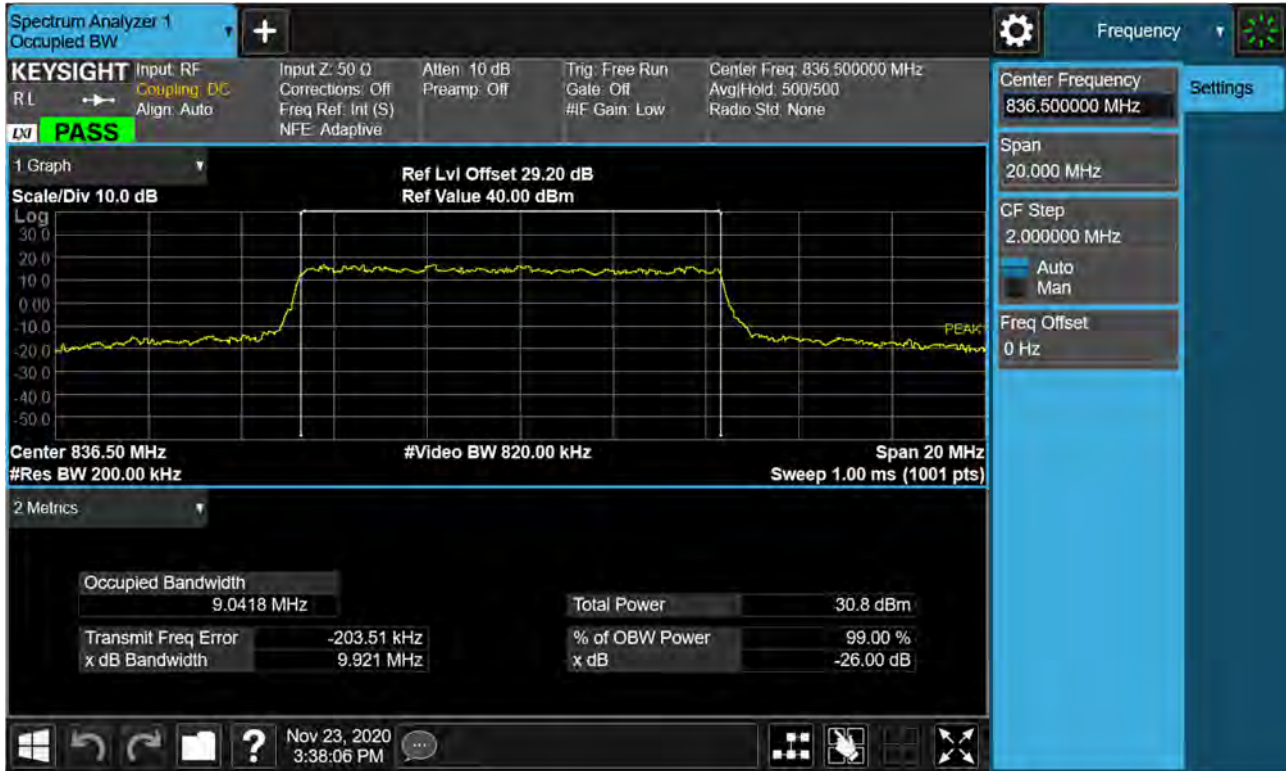 Spectrum Analyzer 1
Occupied BW
+
Frequency
KEYSIGHT
RL
LXI PASS
Input: RF
Coupling: DC
Align: Auto
Input Z: 50 Ω
Corrections: Off
Freq Ref: Int (S)
NFE: Adaptive
Atten: 10 dB
Preamp: Off
Trig: Free Run
Gate: Off
#IF Gain: Low
Center Freq: 836.500000 MHz
Avg|Hold: 500/500
Radio Std: None
Center Frequency
836.500000 MHz
Settings
Span
20.000 MHz
CF Step
2.000000 MHz
Auto
Man
Freq Offset
0 Hz
1 Graph
Scale/Div 10.0 dB
Ref Lvl Offset 29.20 dB
Ref Value 40.00 dBm
Log
30.0
20.0
10.0
0.00
-10.0
-20.0
-30.0
-40.0
-50.0
PEAK
Center 836.50 MHz
#Res BW 200.00 kHz
#Video BW 820.00 kHz
Span 20 MHz
Sweep 1.00 ms (1001 pts)
2 Metrics
Occupied Bandwidth
9.0418 MHz
Transmit Freq Error -203.51 kHz
x dB Bandwidth 9.921 MHz
Total Power 30.8 dBm
% of OBW Power 99.00 %
x dB -26.00 dB
?
Nov 23, 2020
3:38:06 PM